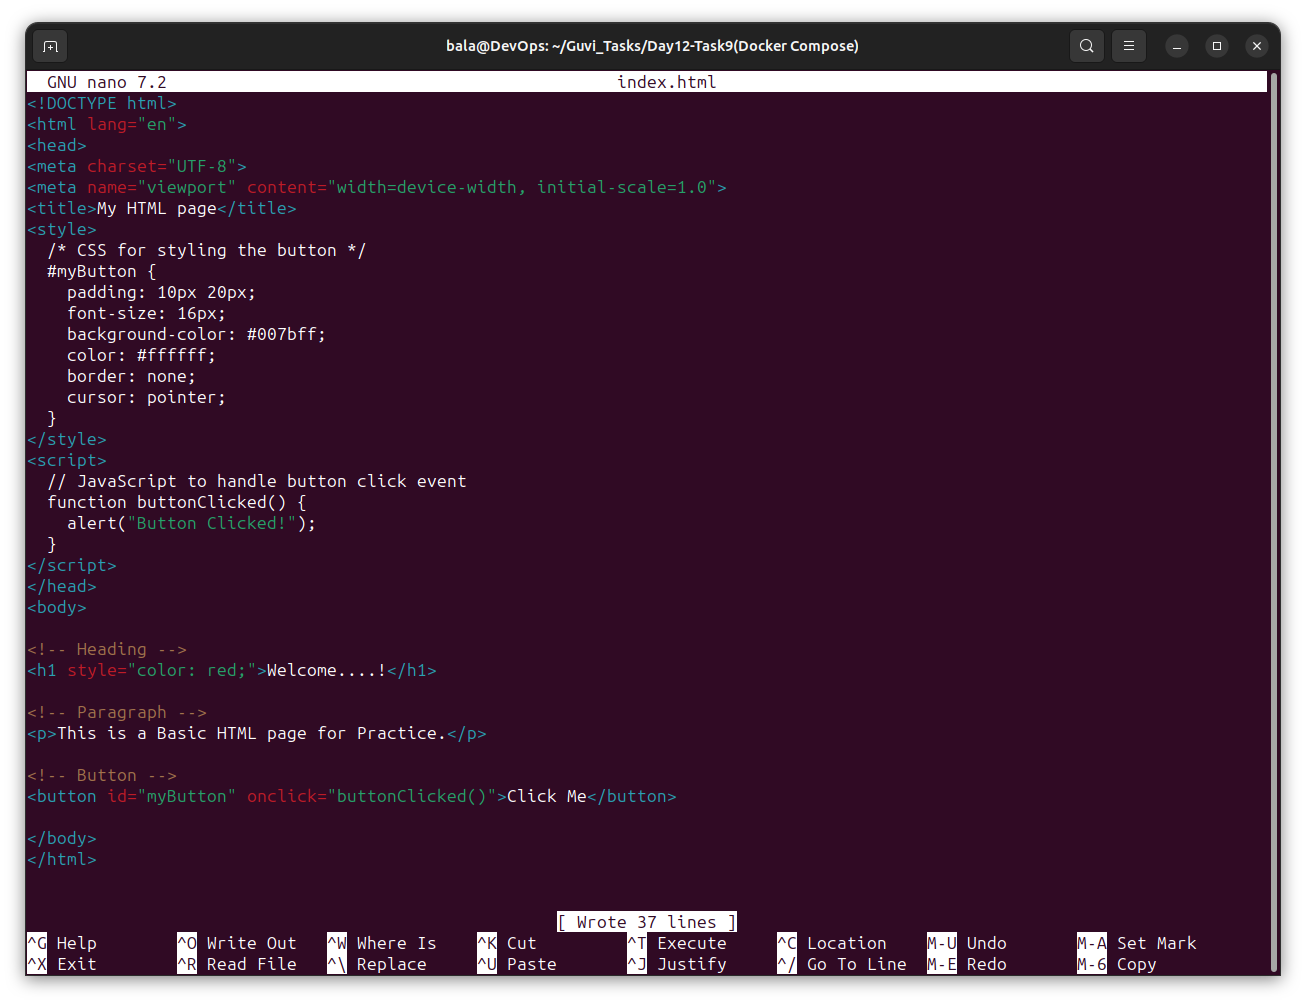 bala@DevOps: ~/Guvi_Tasks/Day12-Task9(Docker Compose)
GNU nano 7.2 index.html
<!DOCTYPE html>
<html lang="en">
<head>
<meta charset="UTF-8">
<meta name="viewport" content="width=device-width, initial-scale=1.0">
<title>My HTML page</title>
<style>
  /* CSS for styling the button */
  #myButton {
    padding: 10px 20px;
    font-size: 16px;
    background-color: #007bff;
    color: #ffffff;
    border: none;
    cursor: pointer;
  }
</style>
<script>
  // JavaScript to handle button click event
  function buttonClicked() {
    alert("Button Clicked!");
  }
</script>
</head>
<body>

<!-- Heading -->
<h1 style="color: red;">Welcome....!</h1>

<!-- Paragraph -->
<p>This is a Basic HTML page for Practice.</p>

<!-- Button -->
<button id="myButton" onclick="buttonClicked()">Click Me</button>

</body>
</html>
[ Wrote 37 lines ]
^G Help ^O Write Out ^W Where Is ^K Cut ^T Execute ^C Location M-U Undo M-A Set Mark
^X Exit ^R Read File ^\ Replace ^U Paste ^J Justify ^/ Go To Line M-E Redo M-6 Copy